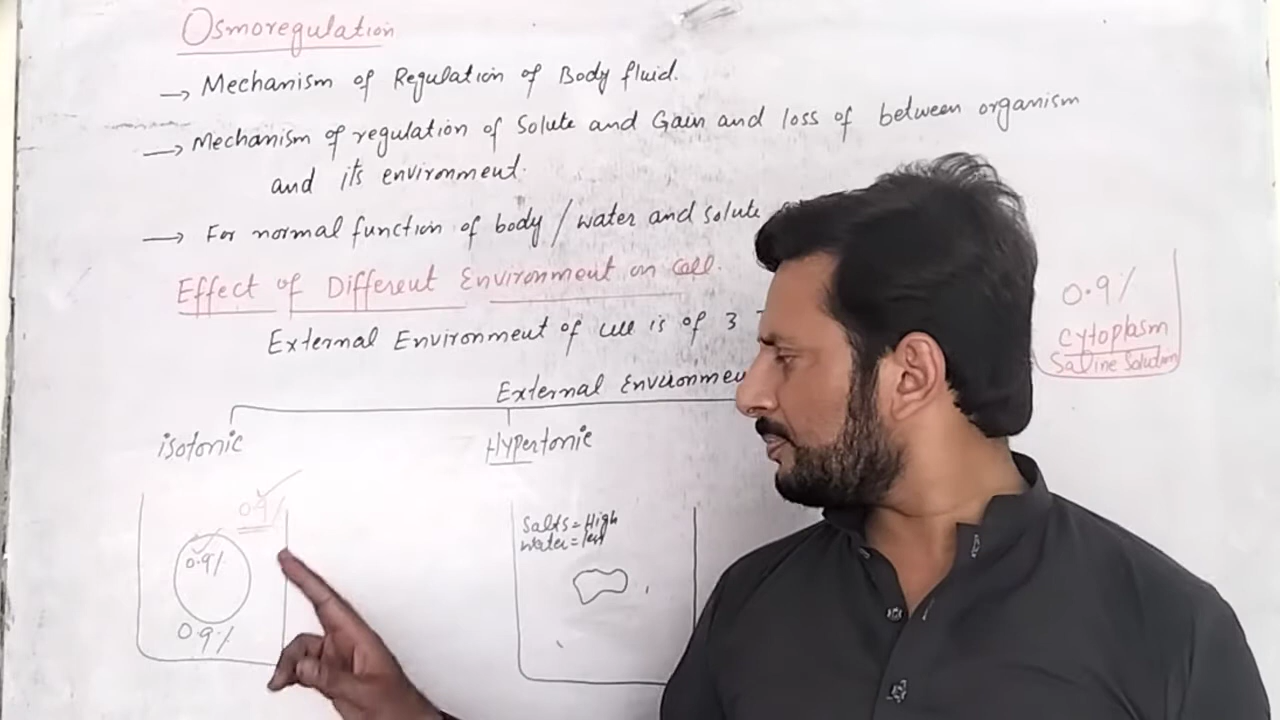 Osmoregulation
→ Mechanism of Regulation of Body fluid.
→ Mechanism of regulation of Solute and Gain and loss of between organism
and its environment.
→ For normal function of body / water and solute
Effect of Different Environment on Cell.
External Environment of cell is of 3
External Environme
isotonic
Hypertonic
0.9%
0.9%
0.9%
Salts = High
Water = less
0.9%
Cytoplasm
Saline Solution